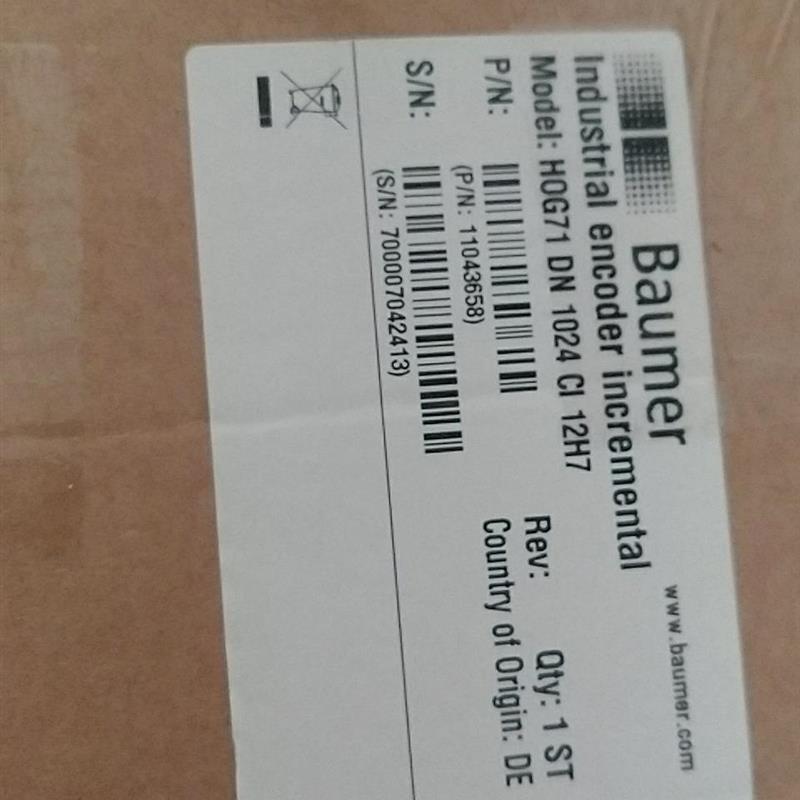 Baumer
www.baumer.com
Industrial encoder incremental
Model: HOG71 DN 1024 CI 12H7
P/N:
Rev: Qty: 1 ST
(P/N: 11043658)
Country of Origin: DE
S/N:
(S/N: 700007042413)